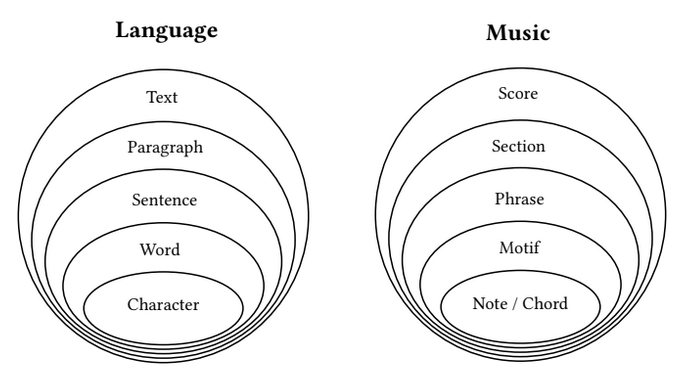 Language
Text
Paragraph
Sentence
Word
Character
Music
Score
Section
Phrase
Motif
Note / Chord